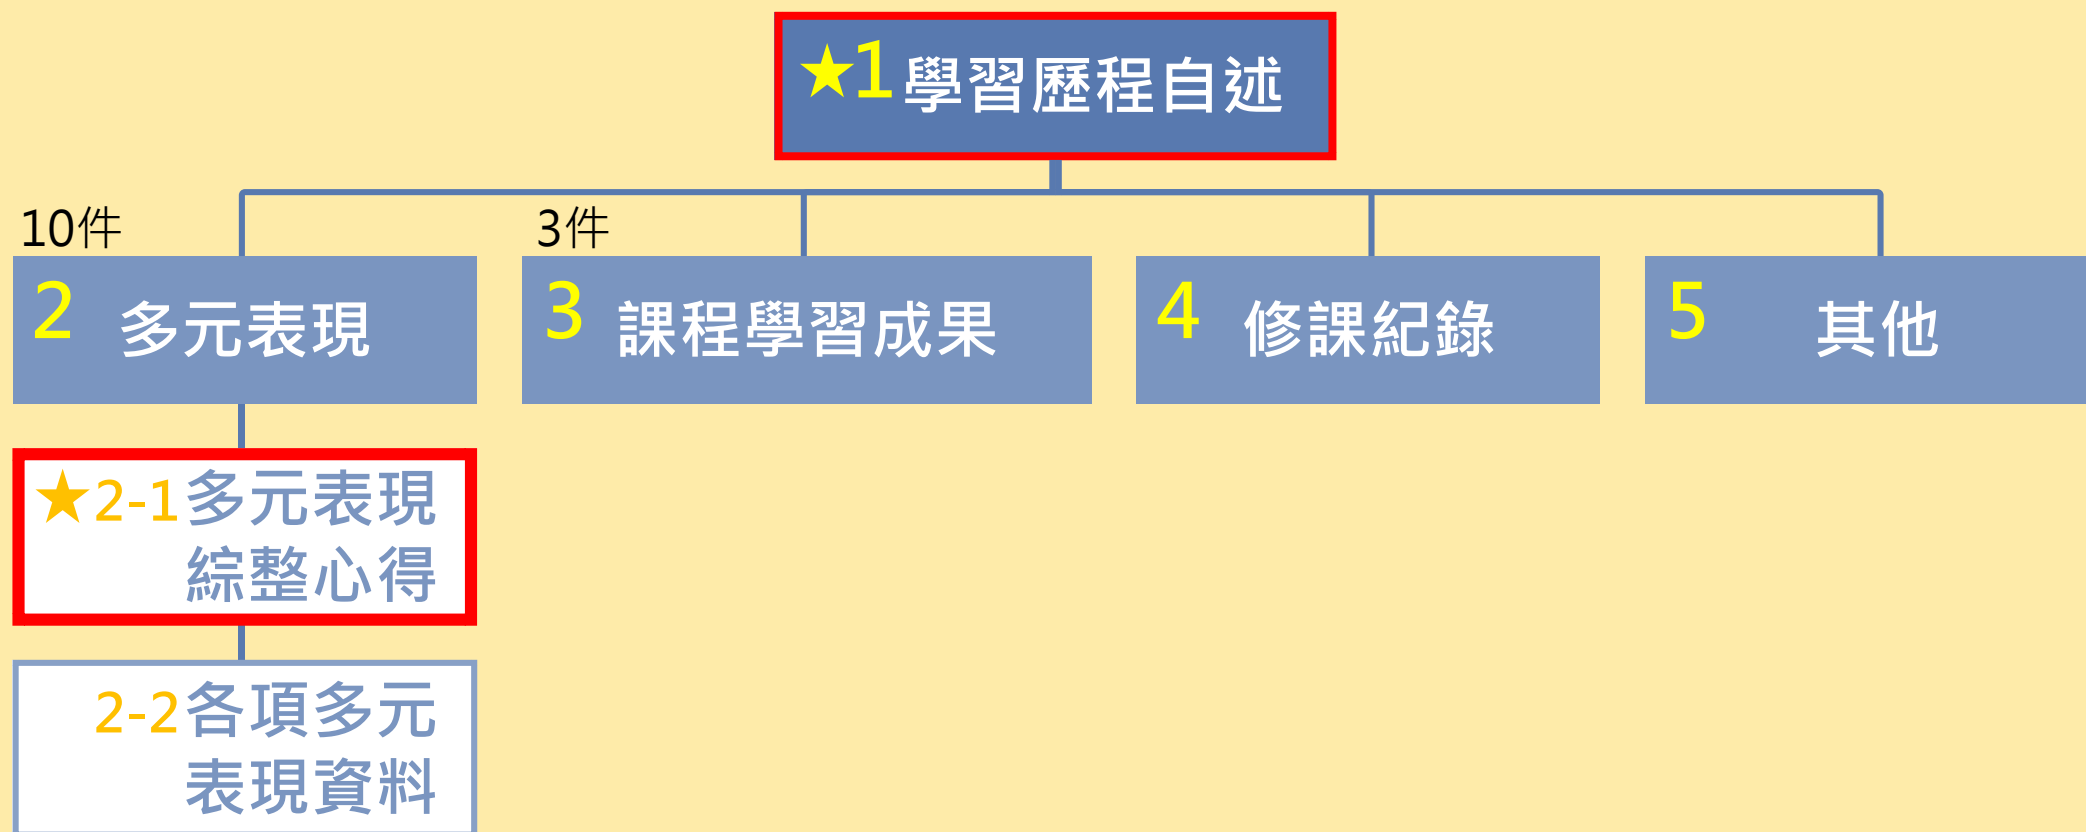 ★1 學習歷程自述
10件
3件
2 多元表現
3 課程學習成果
4 修課紀錄
5 其他
★2-1多元表現
綜整心得
2-2各項多元
表現資料